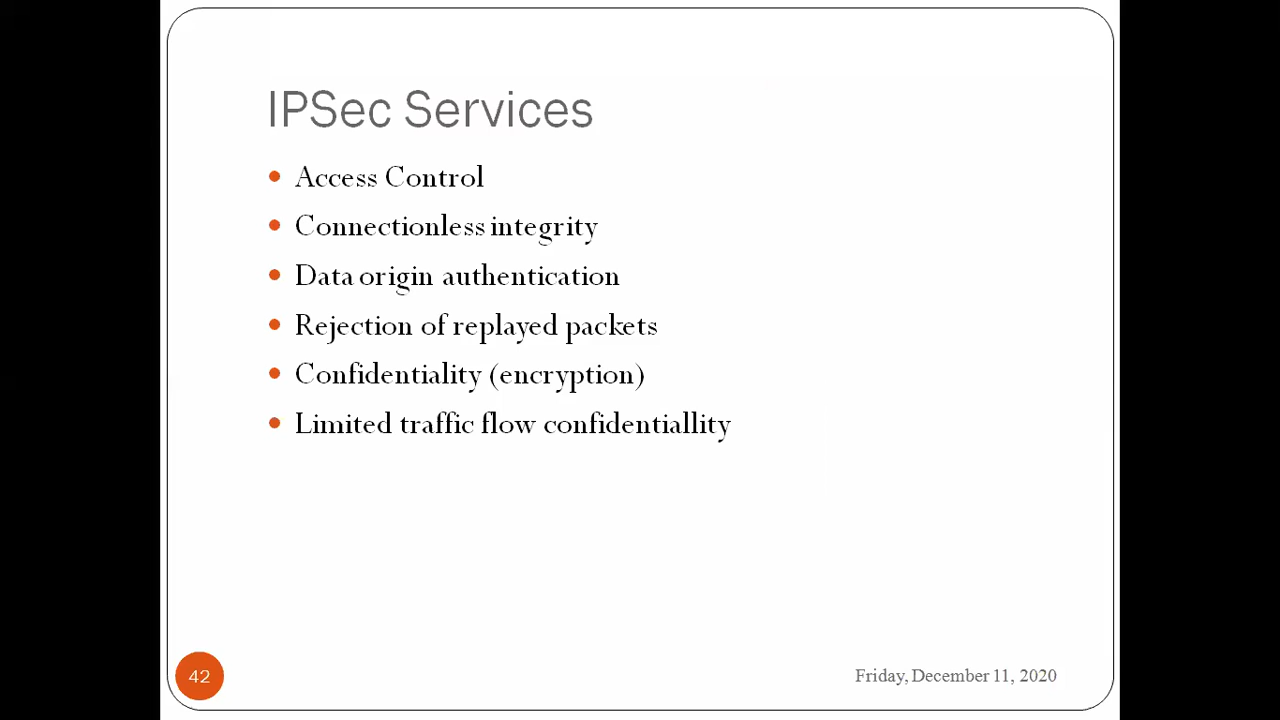 IPSec Services
Access Control
Connectionless integrity
Data origin authentication
Rejection of replayed packets
Confidentiality (encryption)
Limited traffic flow confidentiallity
42
Friday, December 11, 2020